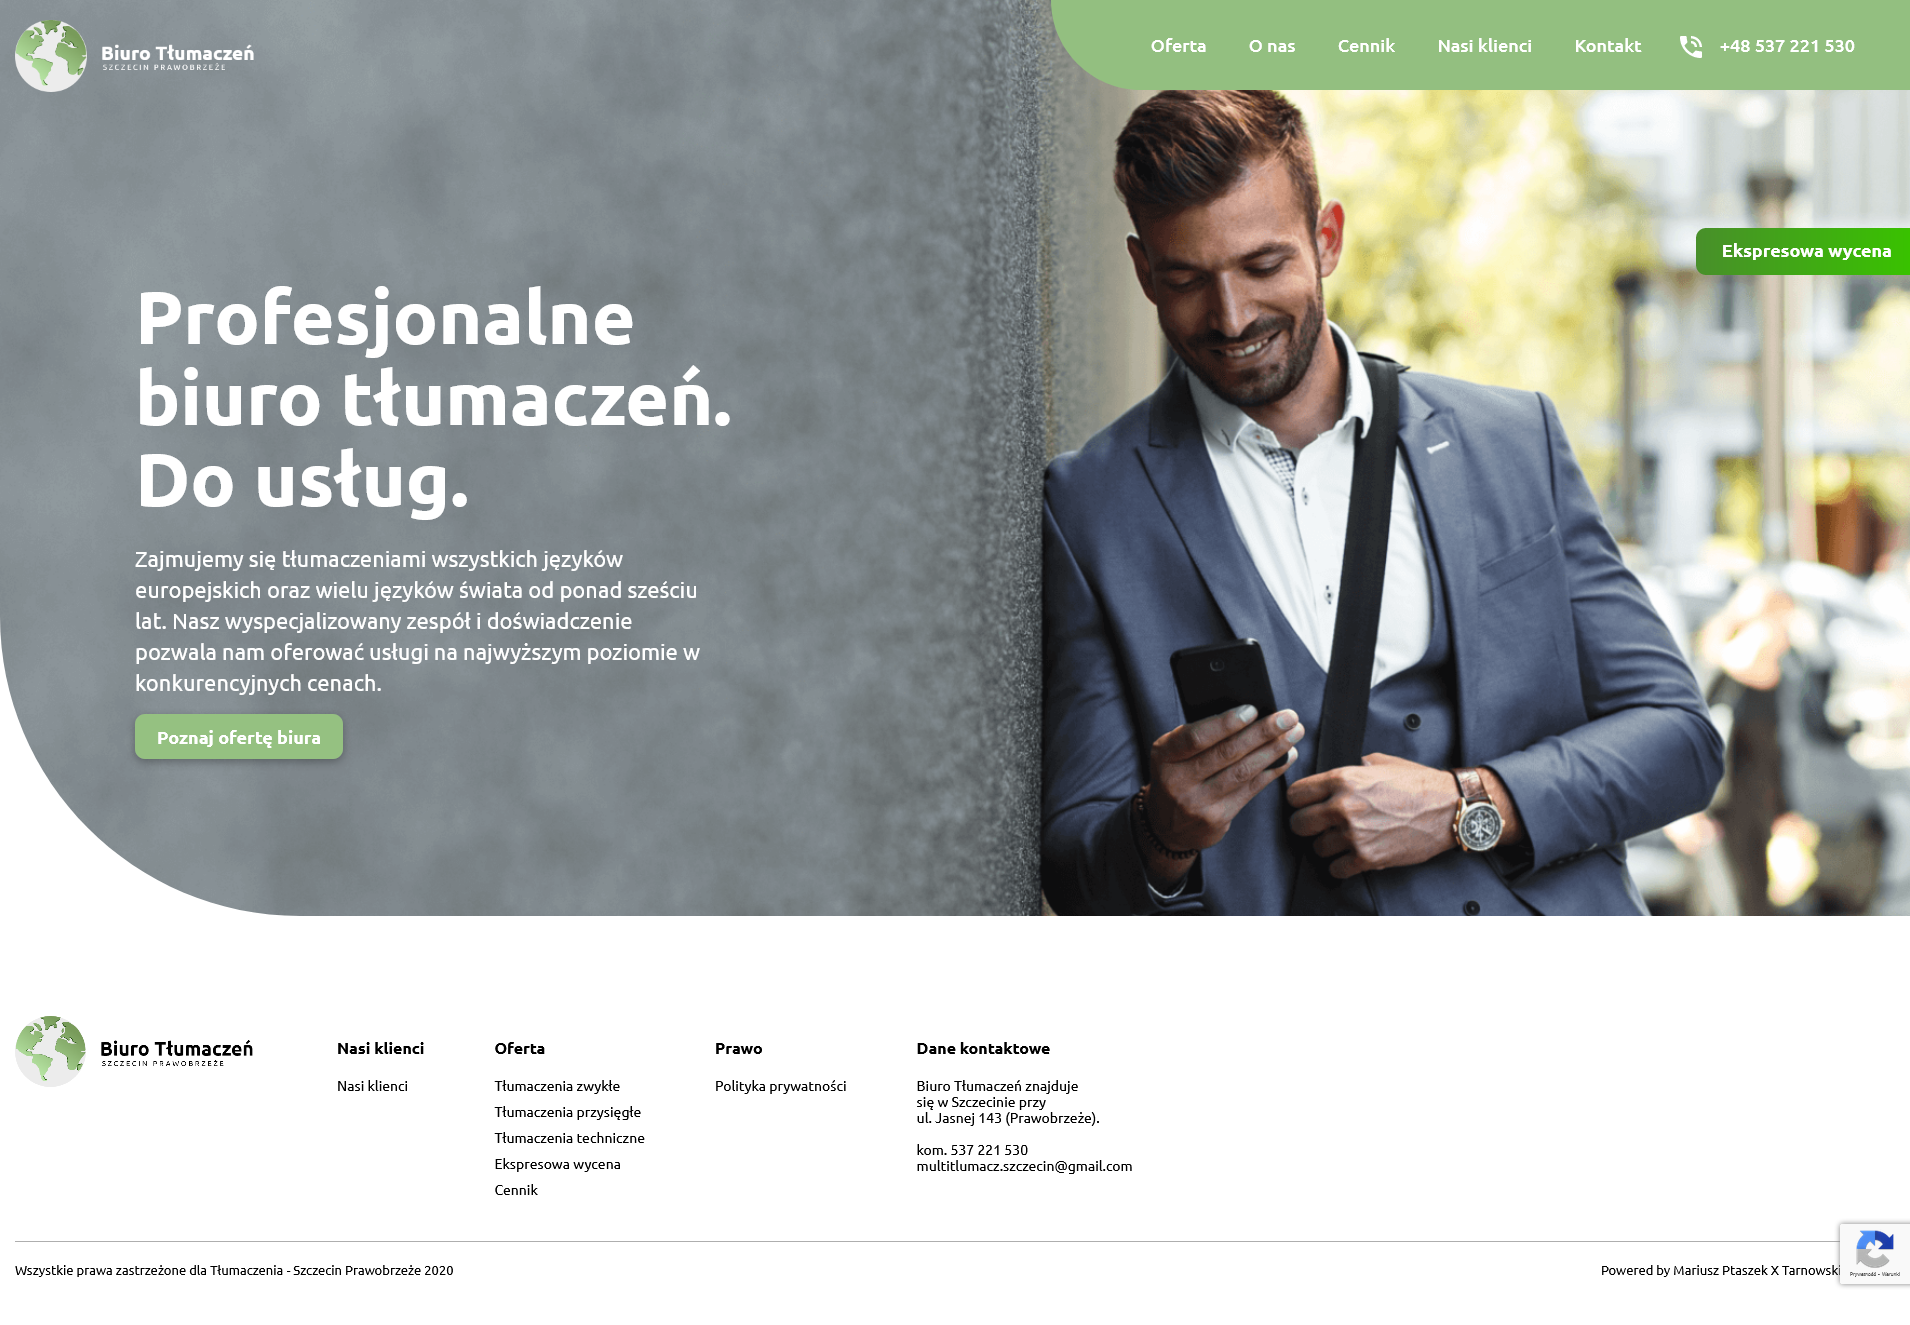 Biuro Tłumaczeń
SZCZECIN PRAWOBRZEŻE
Oferta
O nas
Cennik
Nasi klienci
Kontakt
+48 537 221 530
Ekspresowa wycena
Profesjonalne
biuro tłumaczeń.
Do usług.
Zajmujemy się tłumaczeniami wszystkich języków
europejskich oraz wielu języków świata od ponad sześciu
lat. Nasz wyspecjalizowany zespół i doświadczenie
pozwala nam oferować usługi na najwyższym poziomie w
konkurencyjnych cenach.
Poznaj ofertę biura
Biuro Tłumaczeń
SZCZECIN PRAWOBRZEŻE
Nasi klienci
Nasi klienci
Oferta
Tłumaczenia zwykłe
Tłumaczenia przysięgłe
Tłumaczenia techniczne
Ekspresowa wycena
Cennik
Prawo
Polityka prywatności
Dane kontaktowe
Biuro Tłumaczeń znajduje
się w Szczecinie przy
ul. Jasnej 143 (Prawobrzeże).
kom. 537 221 530
multitlumacz.szczecin@gmail.com
Wszystkie prawa zastrzeżone dla Tłumaczenia - Szczecin Prawobrzeże 2020
Powered by Mariusz Ptaszek X Tarnowski
Prywatność - Warunki